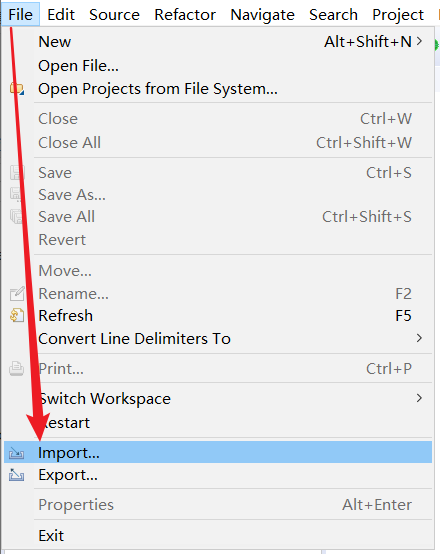 File Edit Source Refactor Navigate Search Project
New Alt+Shift+N >
Open File...
Open Projects from File System...
Close Ctrl+W
Close All Ctrl+Shift+W
Save Ctrl+S
Save As...
Save All Ctrl+Shift+S
Revert
Move...
Rename... F2
Refresh F5
Convert Line Delimiters To >
Print... Ctrl+P
Switch Workspace >
Restart
Import...
Export...
Properties Alt+Enter
Exit